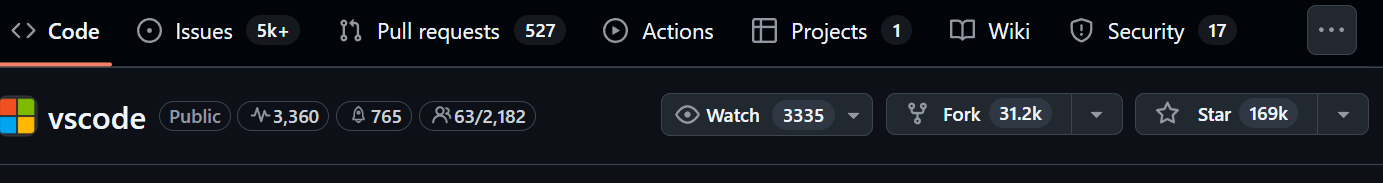 Code Issues 5k+ Pull requests 527 Actions Projects 1 Wiki Security 17
vscode Public 3,360 765 63/2,182 Watch 3335 Fork 31.2k Star 169k